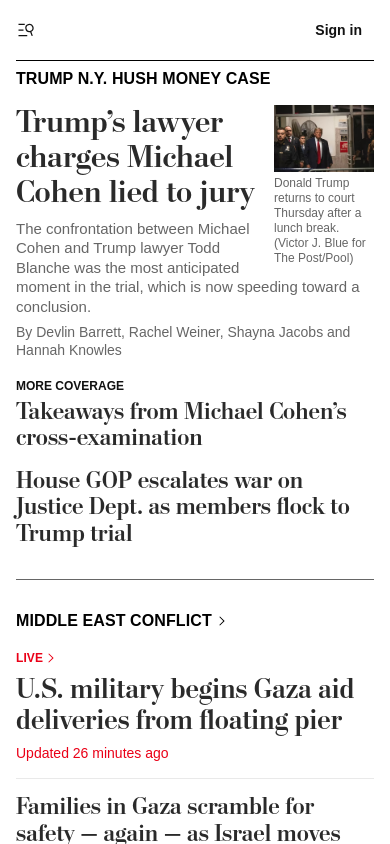 Sign in
TRUMP N.Y. HUSH MONEY CASE
Trump’s lawyer
charges Michael
Cohen lied to jury
Donald Trump
returns to court
Thursday after a
lunch break.
(Victor J. Blue for
The Post/Pool)
The confrontation between Michael
Cohen and Trump lawyer Todd
Blanche was the most anticipated
moment in the trial, which is now speeding toward a
conclusion.
By Devlin Barrett, Rachel Weiner, Shayna Jacobs and
Hannah Knowles
MORE COVERAGE
Takeaways from Michael Cohen’s
cross-examination
House GOP escalates war on
Justice Dept. as members flock to
Trump trial
MIDDLE EAST CONFLICT
LIVE
U.S. military begins Gaza aid
deliveries from floating pier
Updated 26 minutes ago
Families in Gaza scramble for
safety — again — as Israel moves